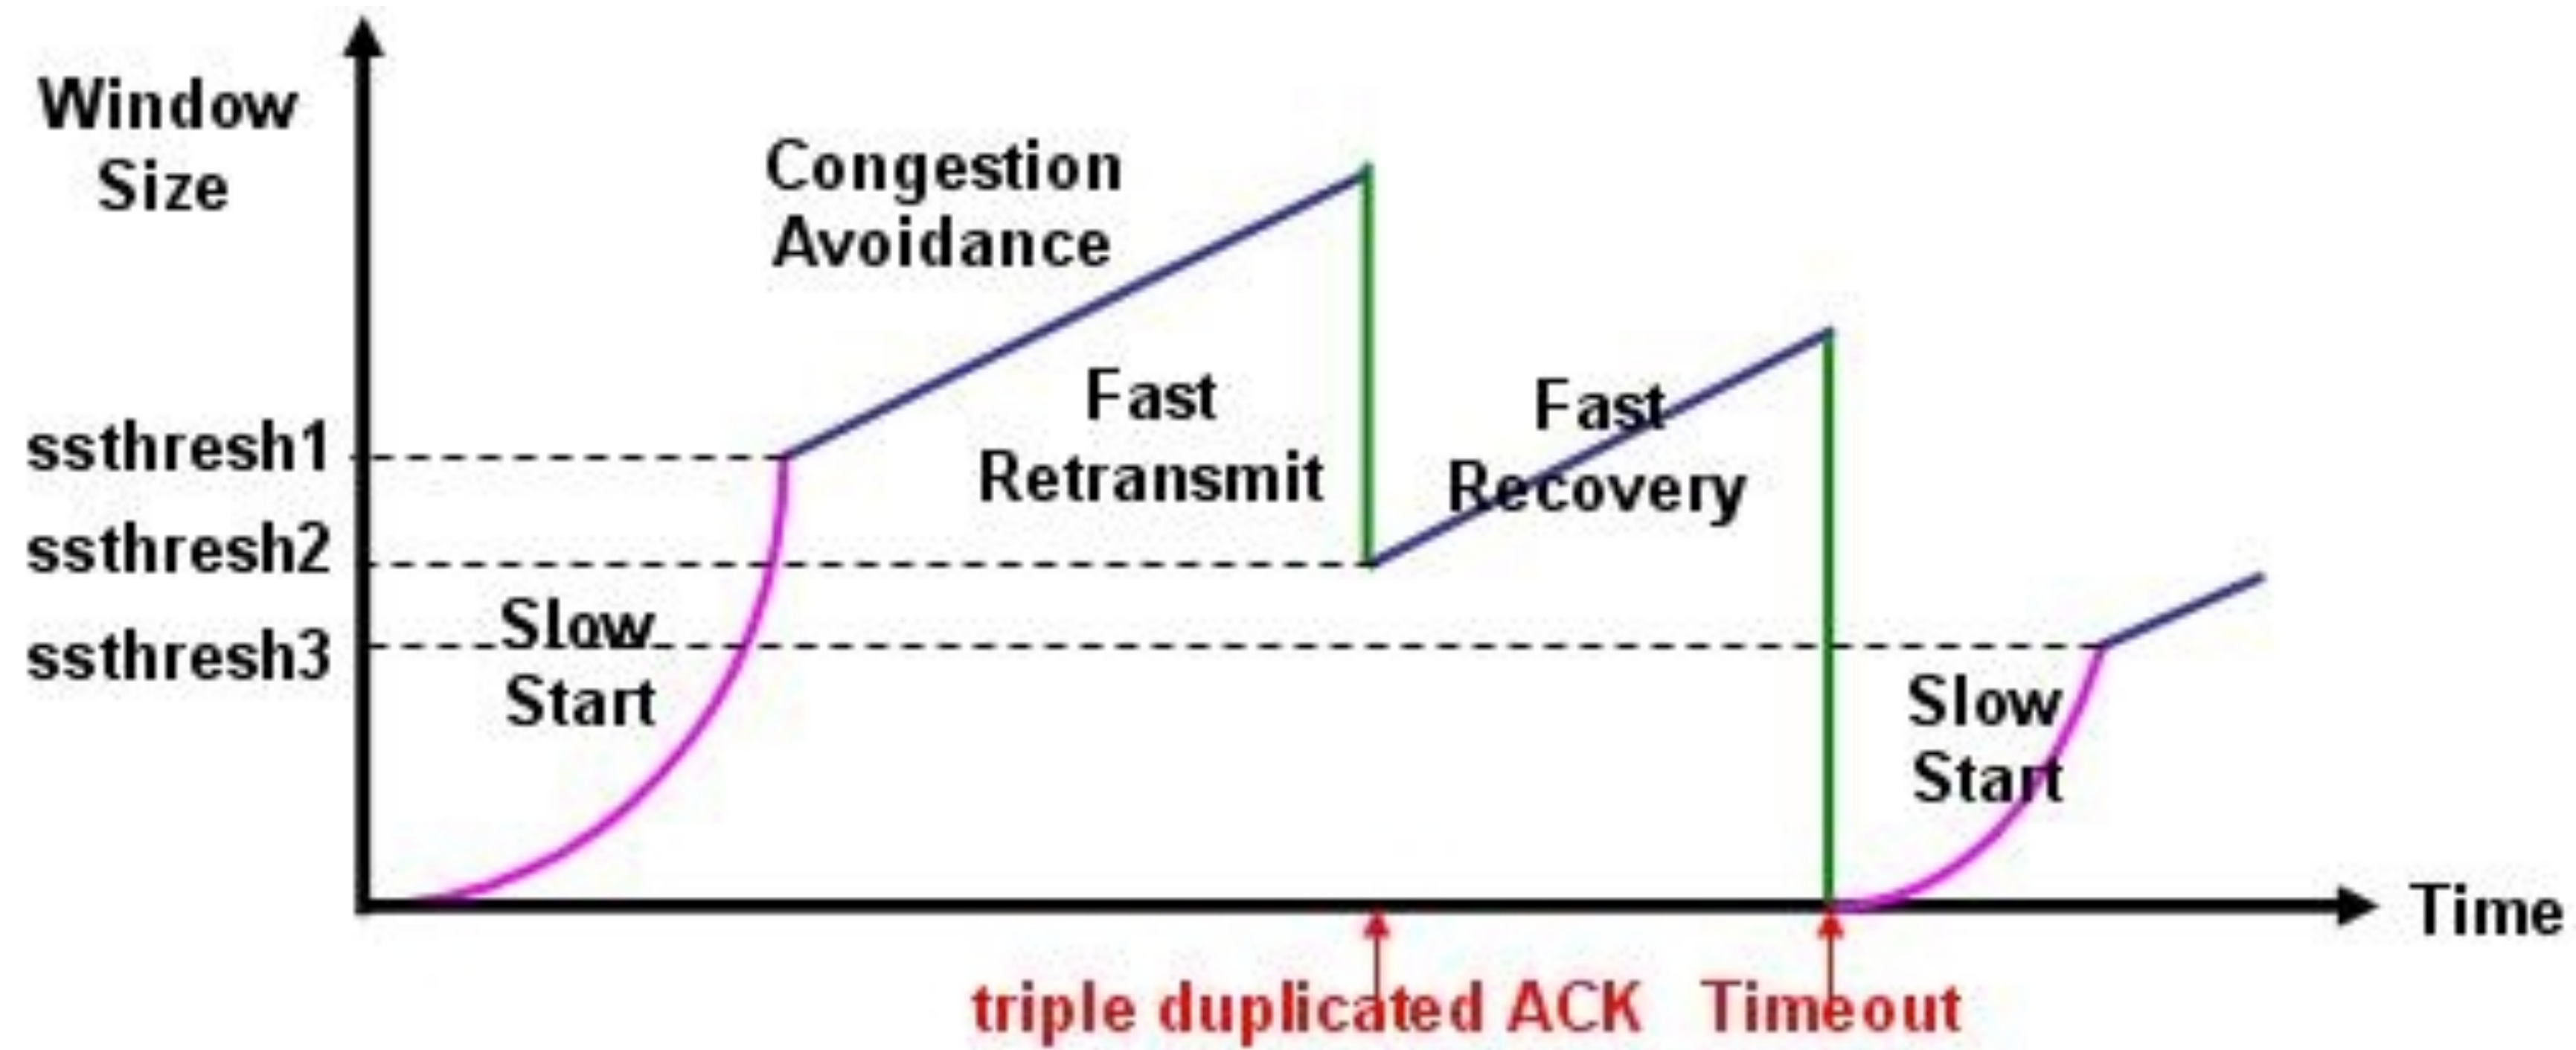 Window
Size
Congestion
Avoidance
Fast
Retransmit
Fast
Recovery
ssthresh1
ssthresh2
ssthresh3
Slow
Start
Slow
Start
Time
triple duplicated ACK
Timeout